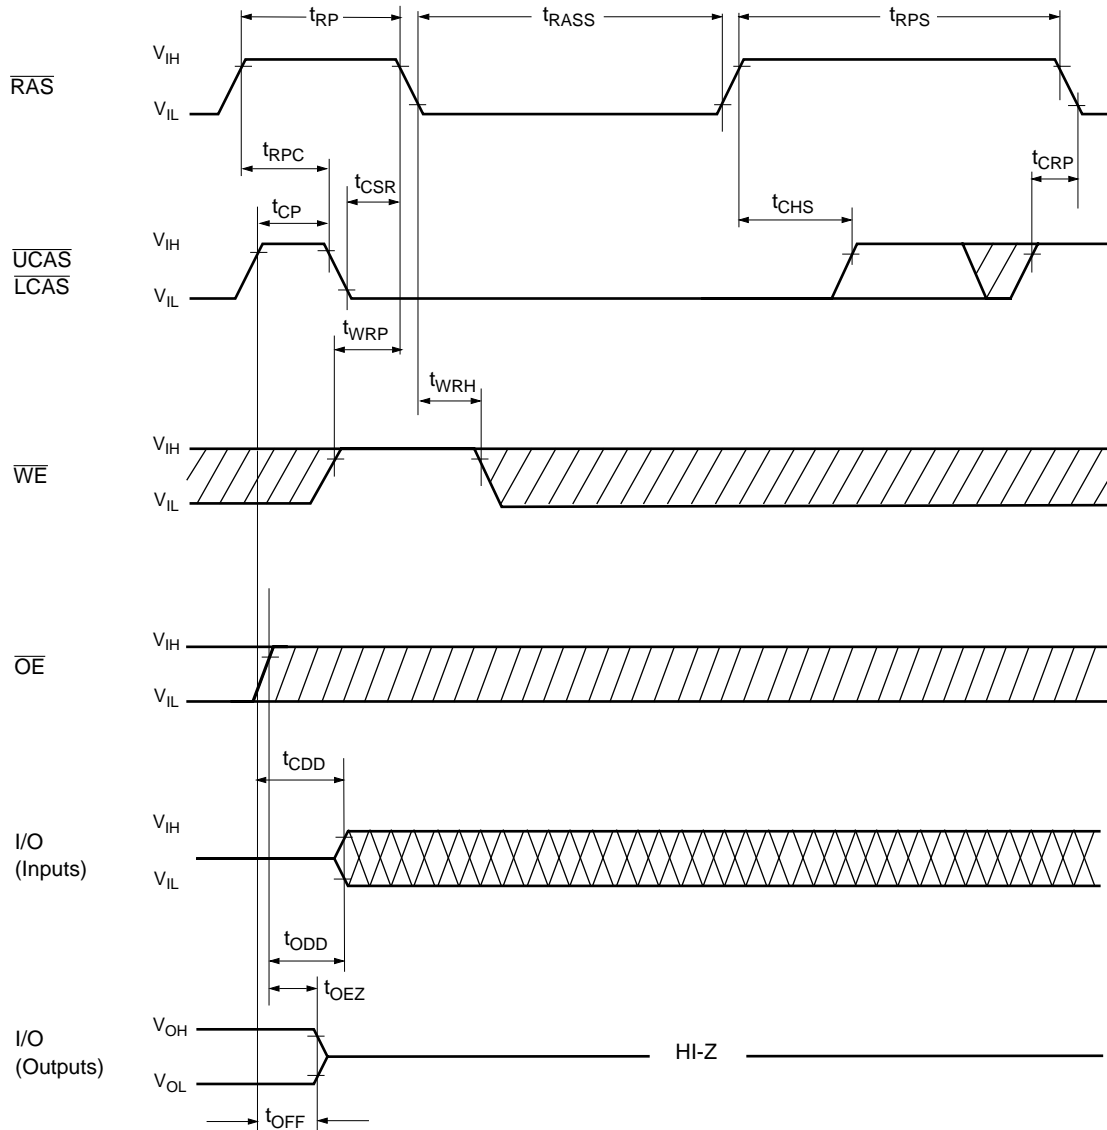 tRP
tRASS
tRPS
VIH
RAS
VIL
tRPC
tCSR
tCRP
tCP
tCHS
VIH
UCAS
LCAS
VIL
tWRP
tWRH
VIH
WE
VIL
VIH
OE
VIL
tCDD
VIH
I/O
(Inputs)
VIL
tODD
tOEZ
VOH
I/O
(Outputs)
HI-Z
VOL
tOFF